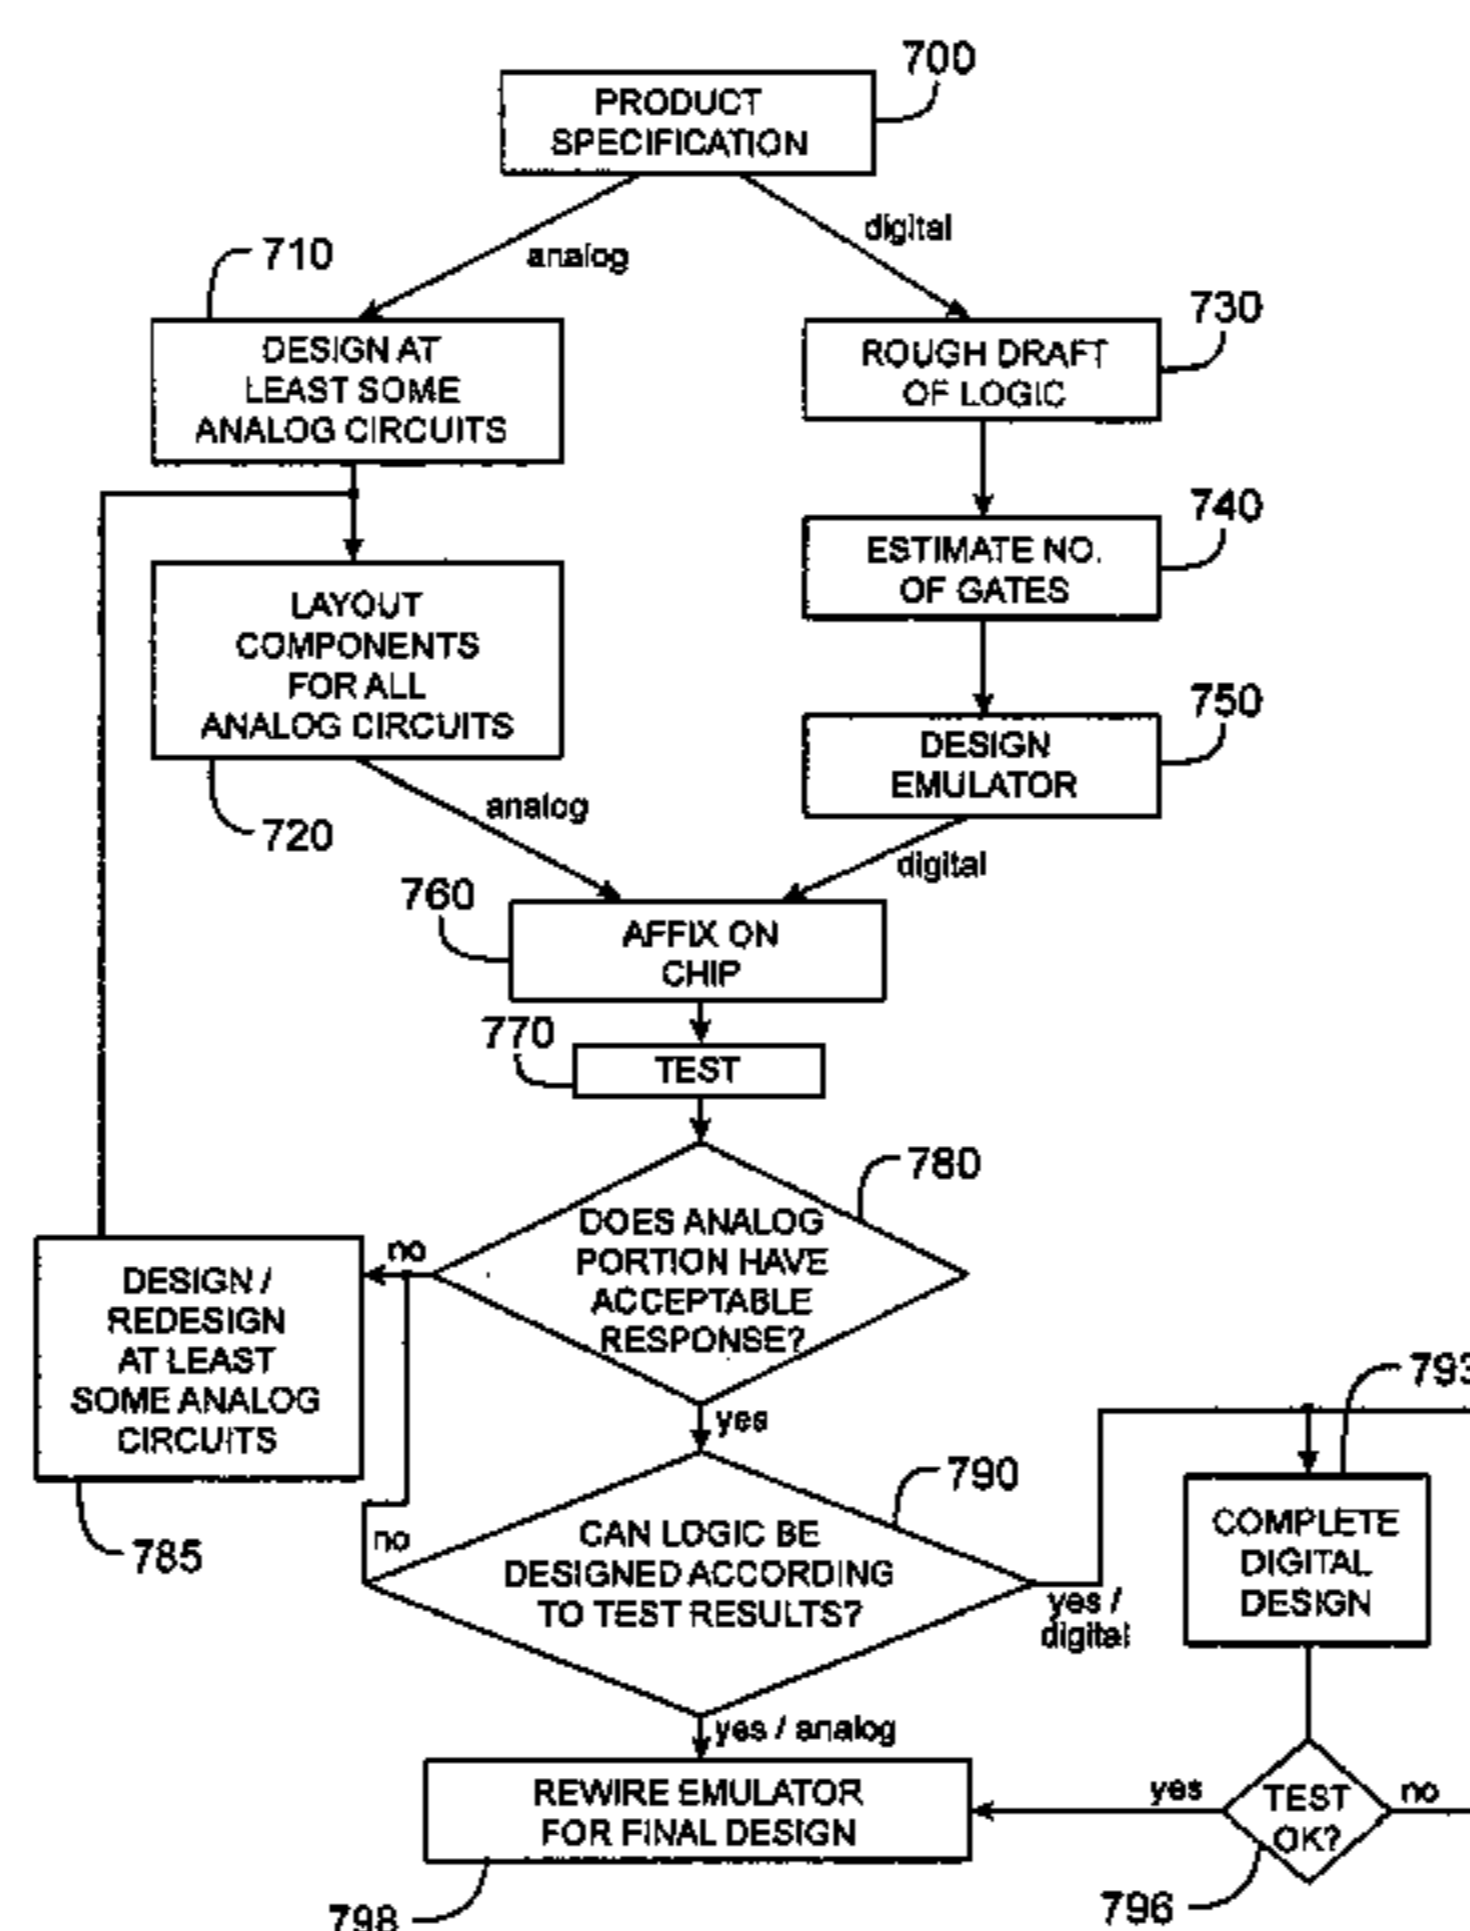 700
PRODUCT
SPECIFICATION
analog
digital
710
DESIGN AT
LEAST SOME
ANALOG CIRCUITS
730
ROUGH DRAFT
OF LOGIC
740
ESTIMATE NO.
OF GATES
LAYOUT
COMPONENTS
FOR ALL
ANALOG CIRCUITS
720
750
DESIGN
EMULATOR
analog
digital
760
AFFIX ON
CHIP
770
TEST
780
DOES ANALOG
PORTION HAVE
ACCEPTABLE
RESPONSE?
no
yes
DESIGN /
REDESIGN
AT LEAST
SOME ANALOG
CIRCUITS
785
790
CAN LOGIC BE
DESIGNED ACCORDING
TO TEST RESULTS?
no
yes /
digital
yes / analog
793
COMPLETE
DIGITAL
DESIGN
TEST
OK?
yes
no
796
REWIRE EMULATOR
FOR FINAL DESIGN
798